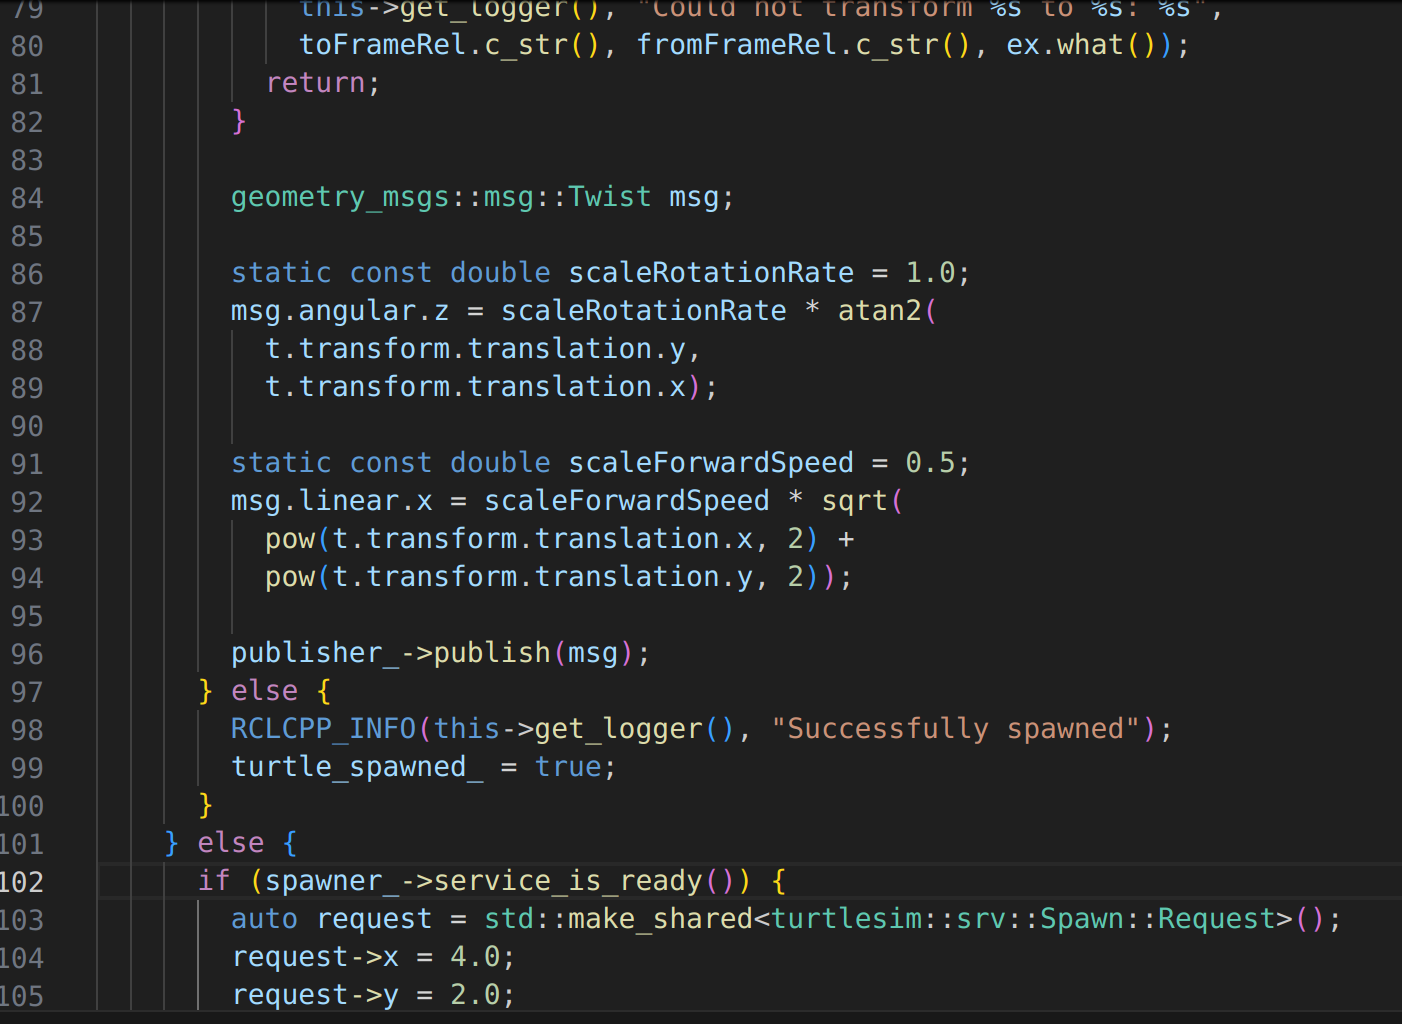 79 this->get_logger(), "Could not transform %s to %s: %s",
80 toFrameRel.c_str(), fromFrameRel.c_str(), ex.what());
81 return;
82 }
83
84 geometry_msgs::msg::Twist msg;
85
86 static const double scaleRotationRate = 1.0;
87 msg.angular.z = scaleRotationRate * atan2(
88 t.transform.translation.y,
89 t.transform.translation.x);
90
91 static const double scaleForwardSpeed = 0.5;
92 msg.linear.x = scaleForwardSpeed * sqrt(
93 pow(t.transform.translation.x, 2) +
94 pow(t.transform.translation.y, 2));
95
96 publisher_->publish(msg);
97 } else {
98 RCLCPP_INFO(this->get_logger(), "Successfully spawned");
99 turtle_spawned_ = true;
100 }
101 } else {
102 if (spawner_->service_is_ready()) {
103 auto request = std::make_shared<turtlesim::srv::Spawn::Request>();
104 request->x = 4.0;
105 request->y = 2.0;